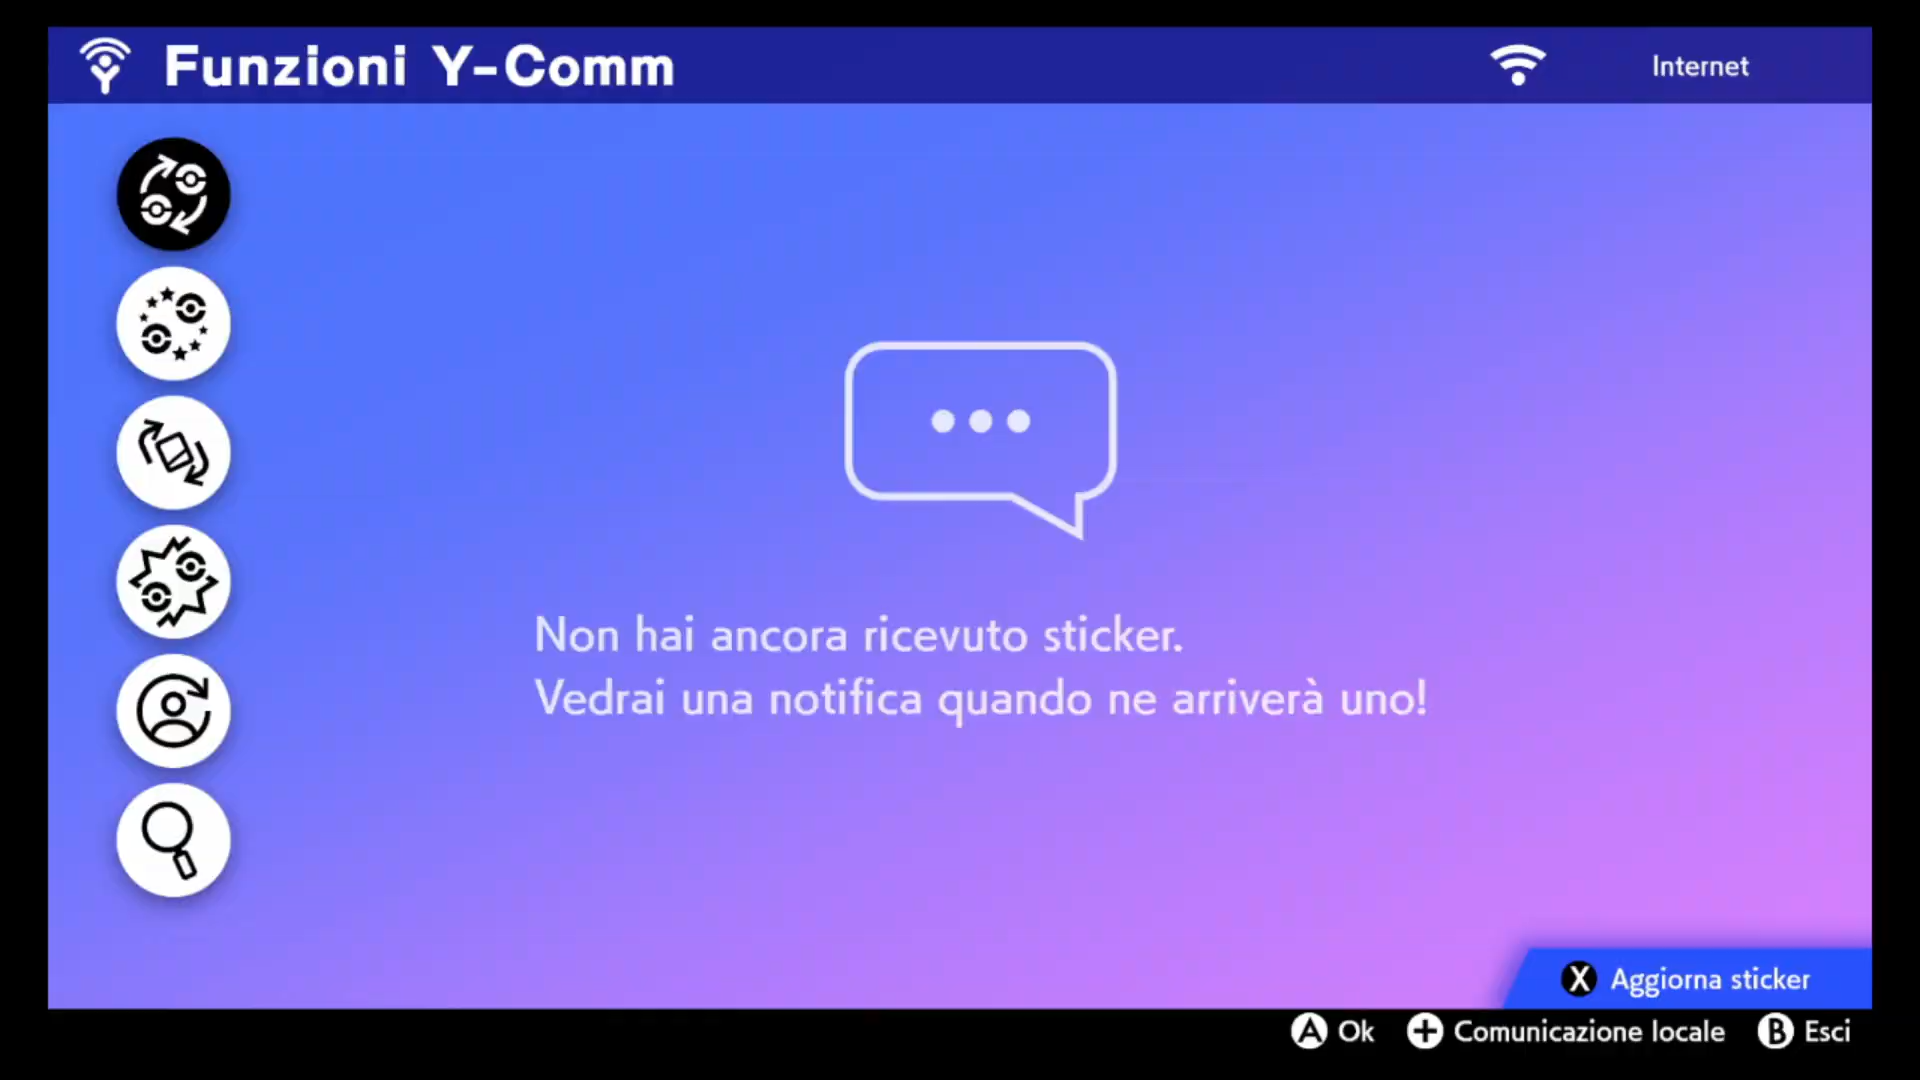 Funzioni Y-Comm
Internet
Non hai ancora ricevuto sticker.
Vedrai una notifica quando ne arriverà uno!
X Aggiorna sticker
A Ok + Comunicazione locale B Esci